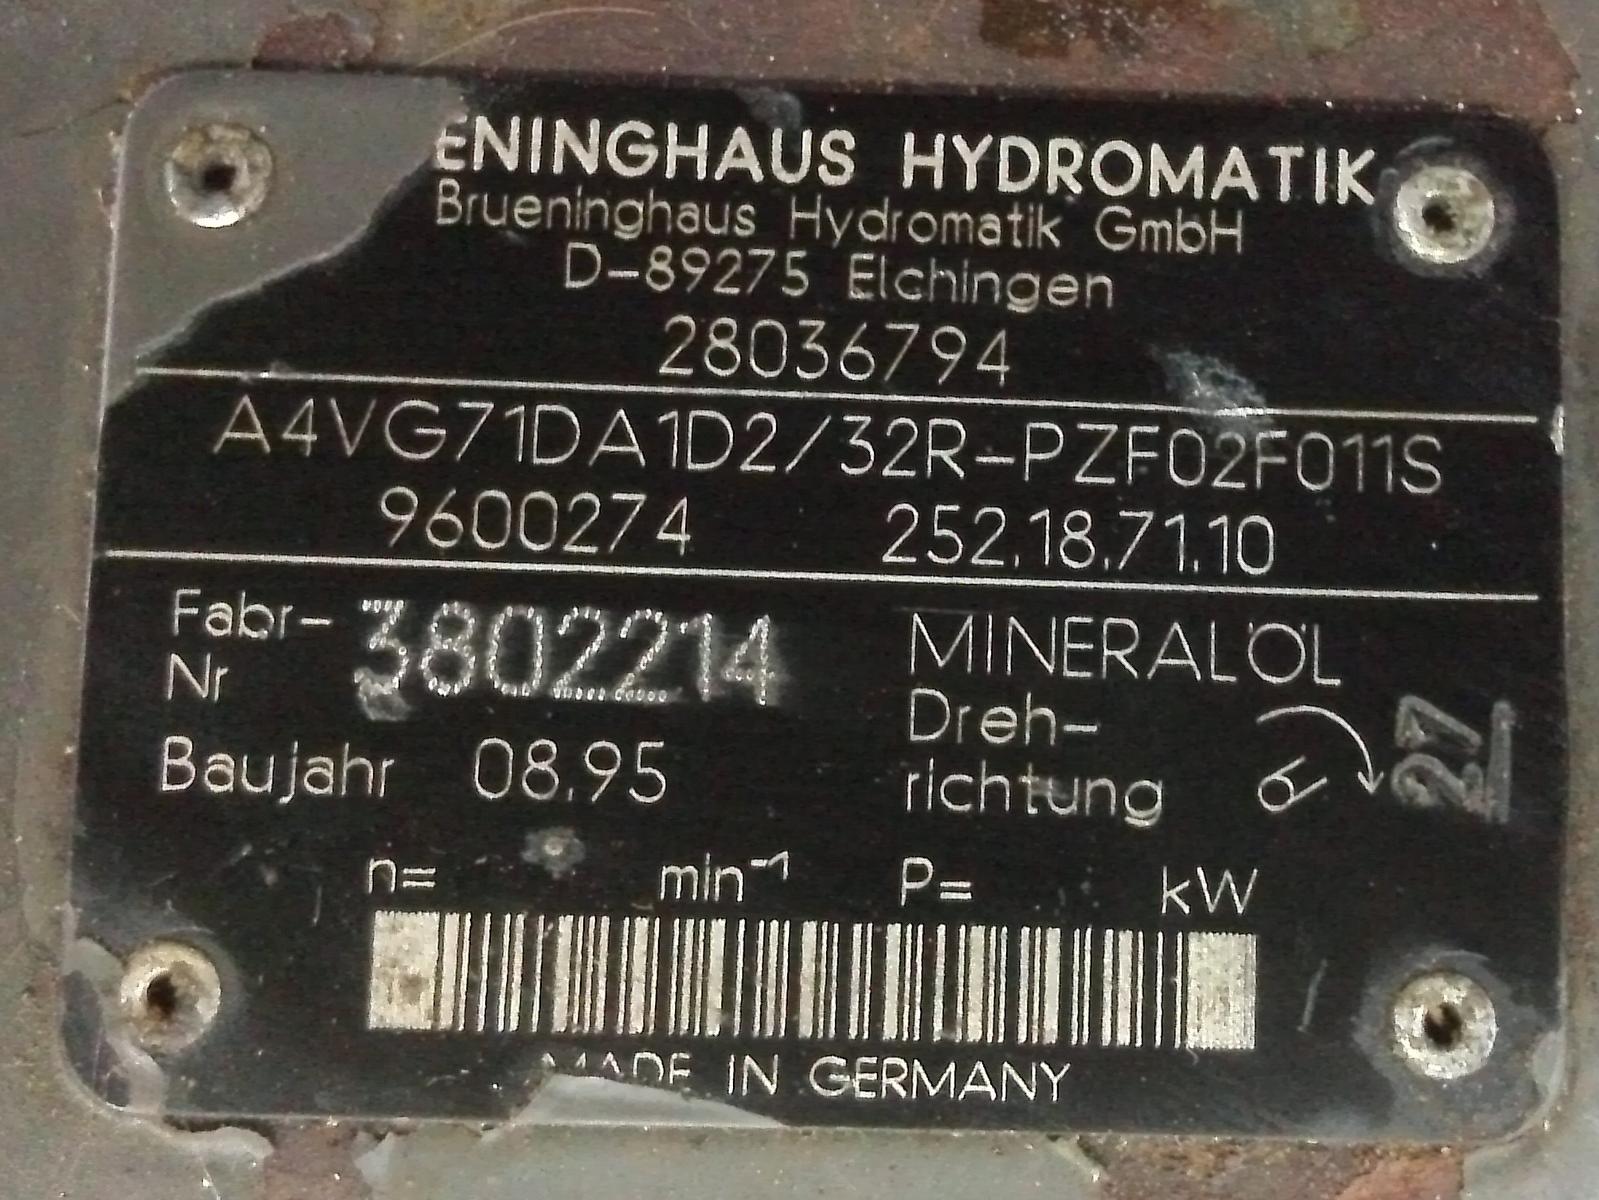 ENINGHAUS HYDROMATIK
Brueninghaus Hydromatik GmbH
D-89275 Elchingen
28036794
A4VG71DA1D2/32R-PZF02F011S
9600274 252.18.71.10
Fabr-
Nr 3802214
MINERALÖL
Baujahr 08.95
Dreh-
richtung
27
n= min⁻¹ P= kW
MADE IN GERMANY